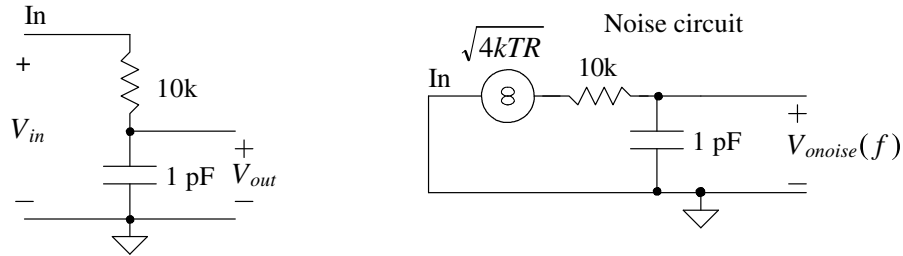 In
+
10k
V_in
1 pF
+
V_out
−
−
Noise circuit
√4kTR
In
10k
+
1 pF
V_onoise(f)
−